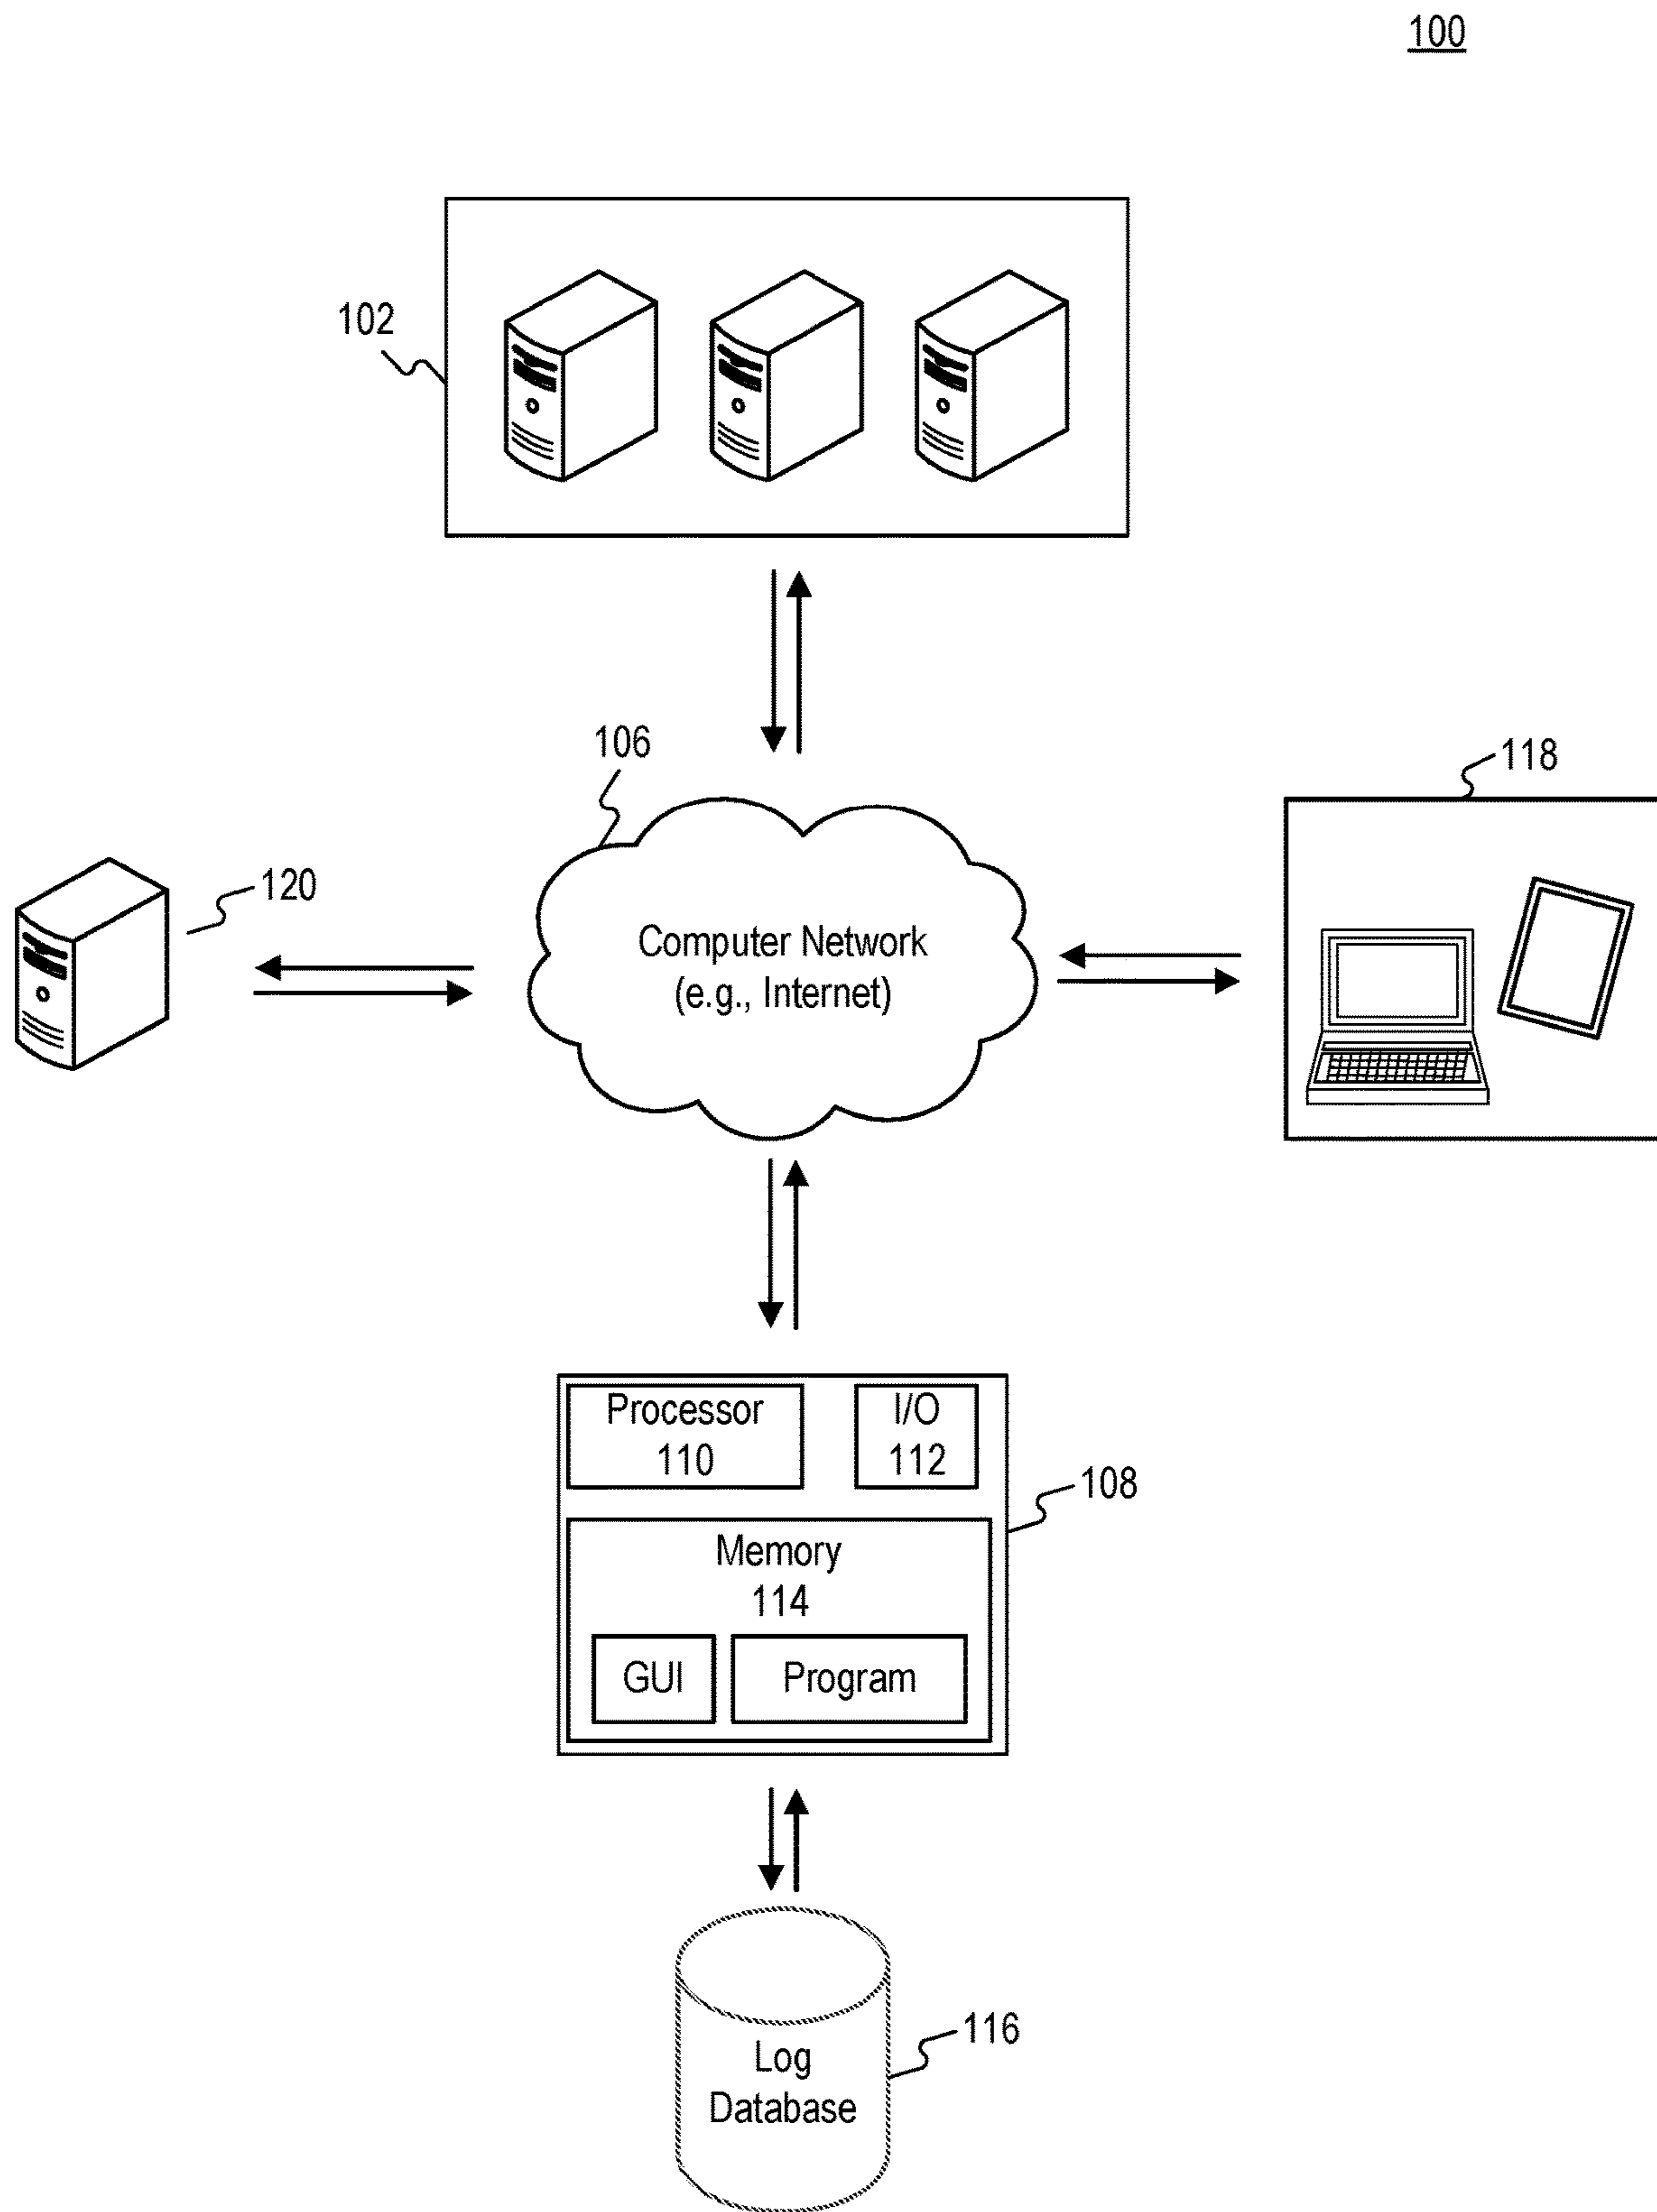 100
102
106
118
120
Computer Network
(e.g., Internet)
Processor
110
I/O
112
108
Memory
114
GUI
Program
116
Log
Database